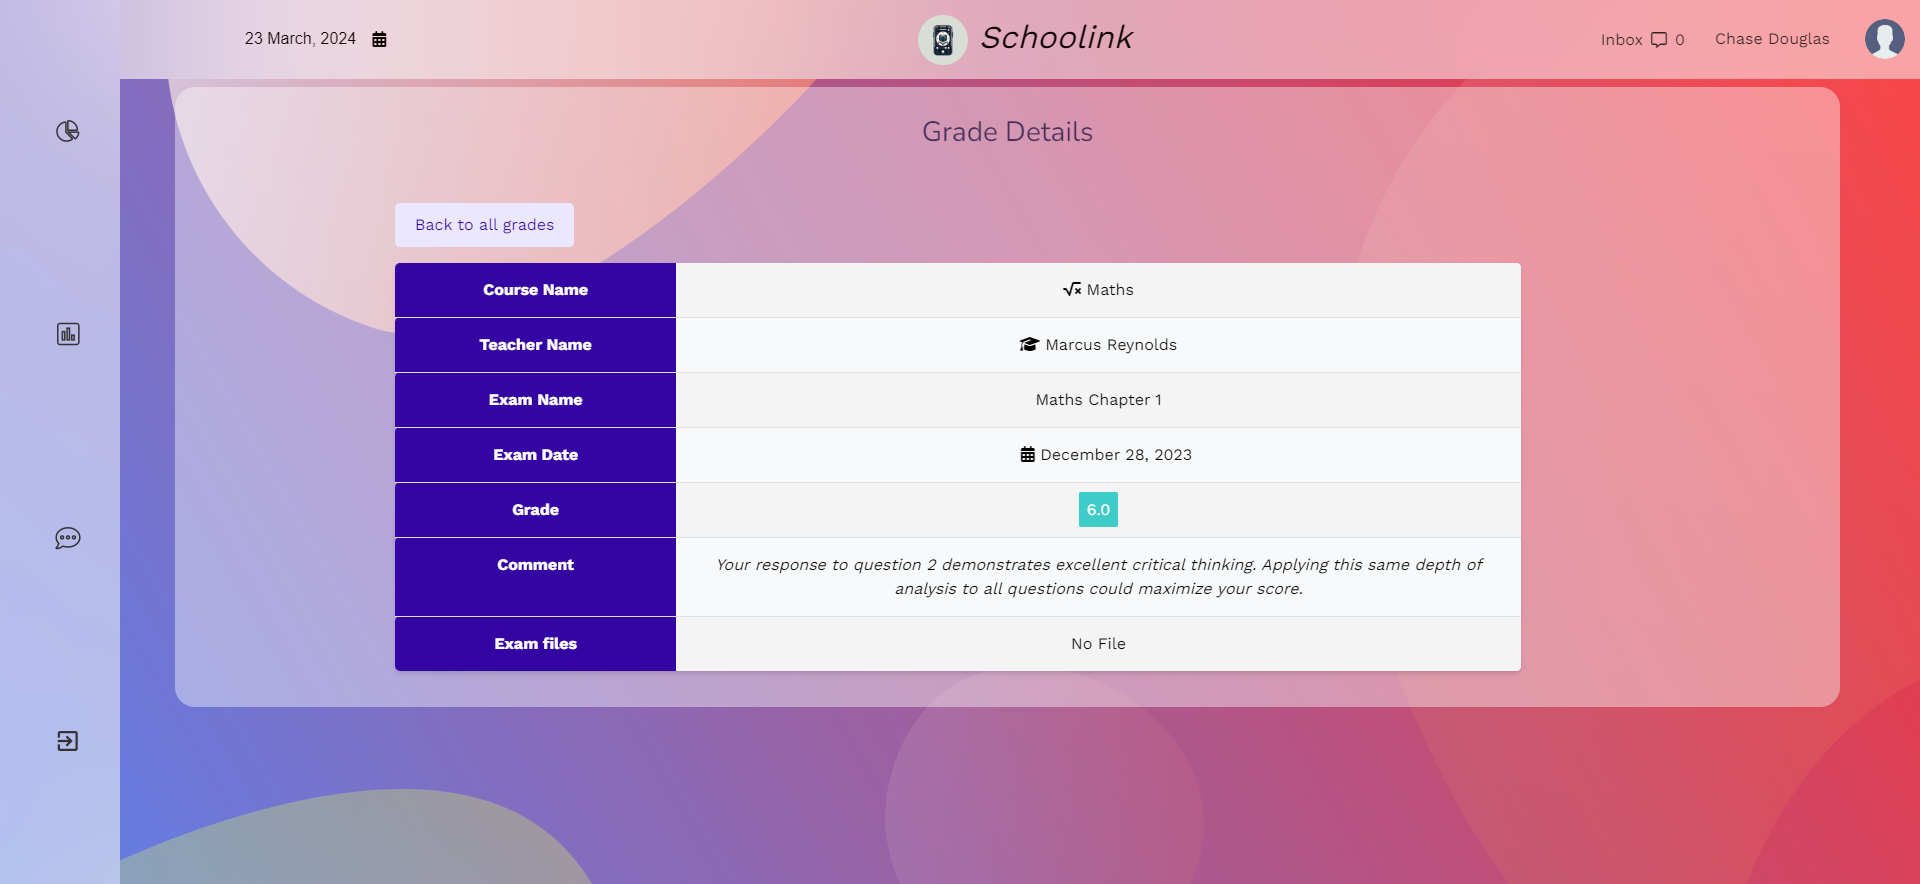 23 March, 2024
Schoolink
Inbox 0
Chase Douglas
Grade Details
Back to all grades
Course Name Maths
Teacher Name Marcus Reynolds
Exam Name Maths Chapter 1
Exam Date December 28, 2023
Grade 6.0
Comment Your response to question 2 demonstrates excellent critical thinking. Applying this same depth of
analysis to all questions could maximize your score.
Exam files No File